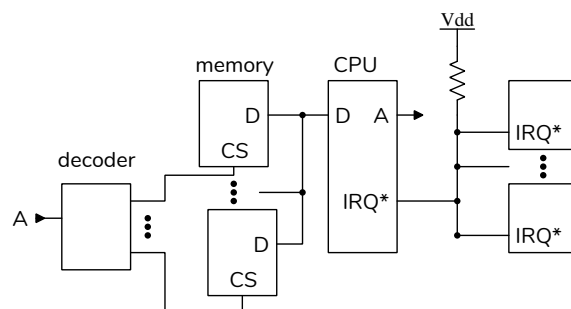 Vdd
memory
CPU
D
D
A
IRQ*
CS
decoder
A
IRQ*
D
IRQ*
CS